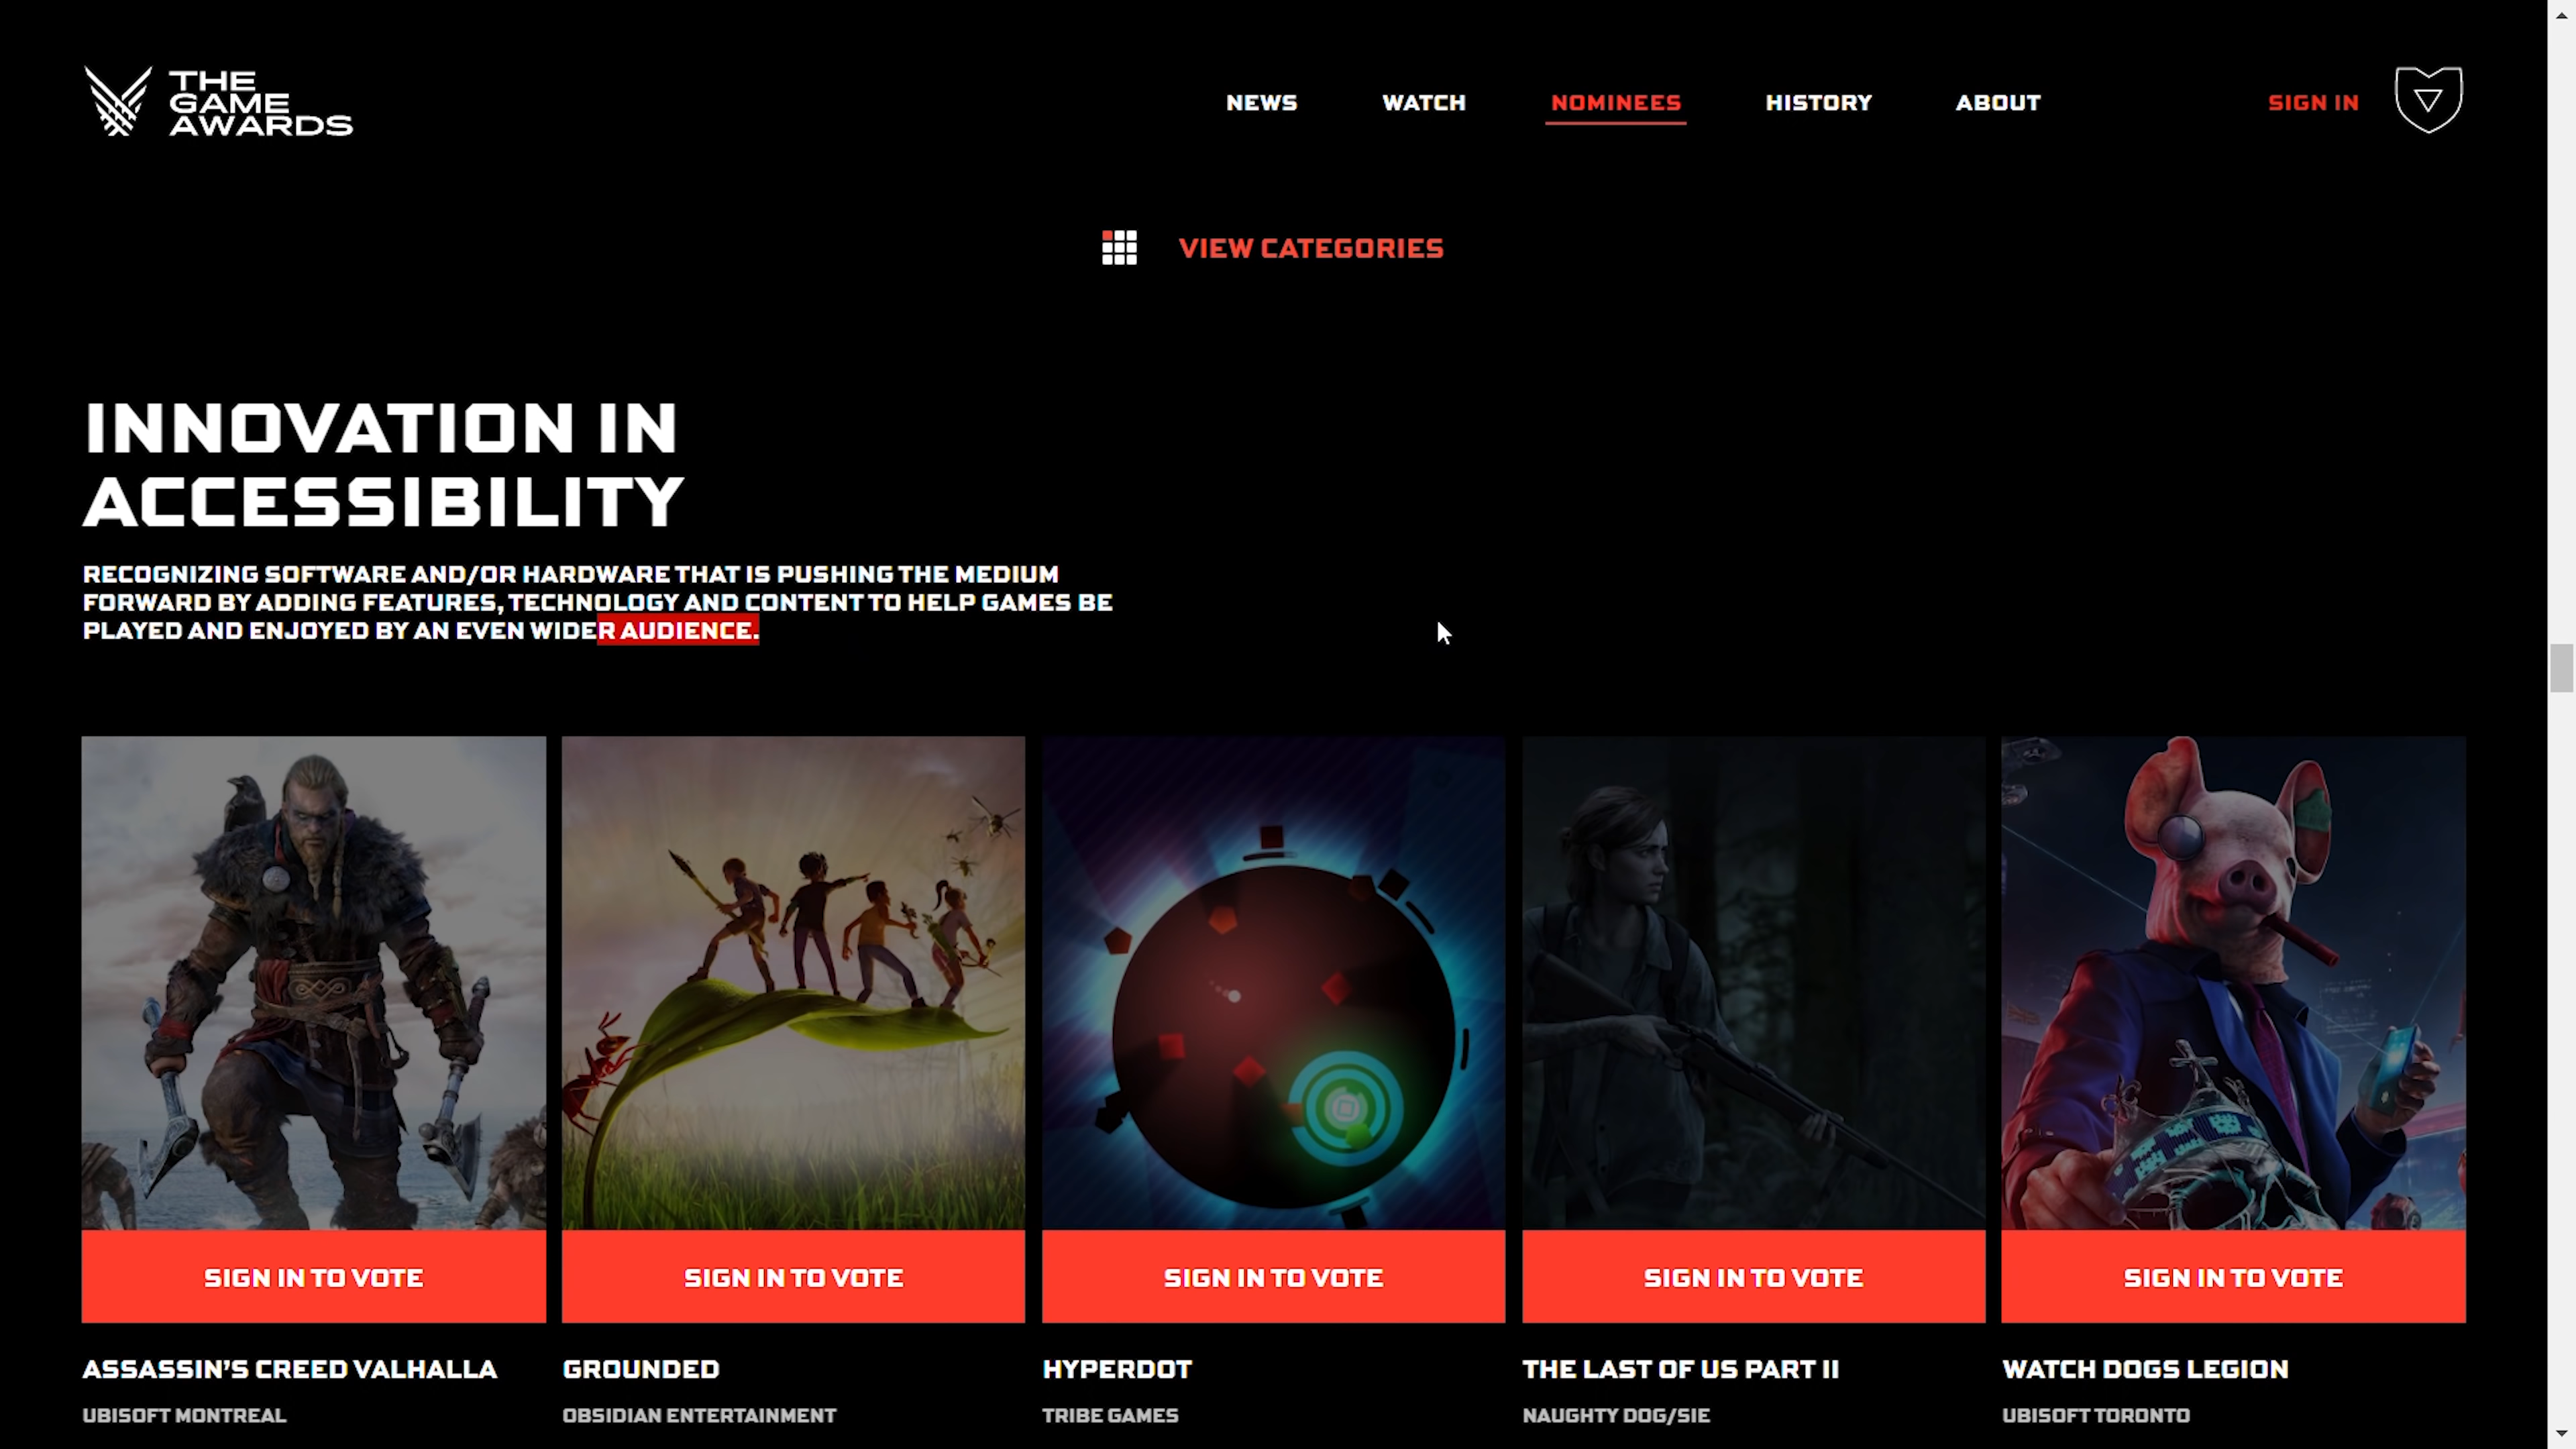 THE
GAME
AWARDS
NEWS
WATCH
NOMINEES
HISTORY
ABOUT
SIGN IN
VIEW CATEGORIES
INNOVATION IN
ACCESSIBILITY
RECOGNIZING SOFTWARE AND/OR HARDWARE THAT IS PUSHING THE MEDIUM
FORWARD BY ADDING FEATURES, TECHNOLOGY AND CONTENT TO HELP GAMES BE
PLAYED AND ENJOYED BY AN EVEN WIDER AUDIENCE.
SIGN IN TO VOTE
SIGN IN TO VOTE
SIGN IN TO VOTE
SIGN IN TO VOTE
SIGN IN TO VOTE
ASSASSIN'S CREED VALHALLA
UBISOFT MONTREAL
GROUNDED
OBSIDIAN ENTERTAINMENT
HYPERDOT
TRIBE GAMES
THE LAST OF US PART II
NAUGHTY DOG/SIE
WATCH DOGS LEGION
UBISOFT TORONTO